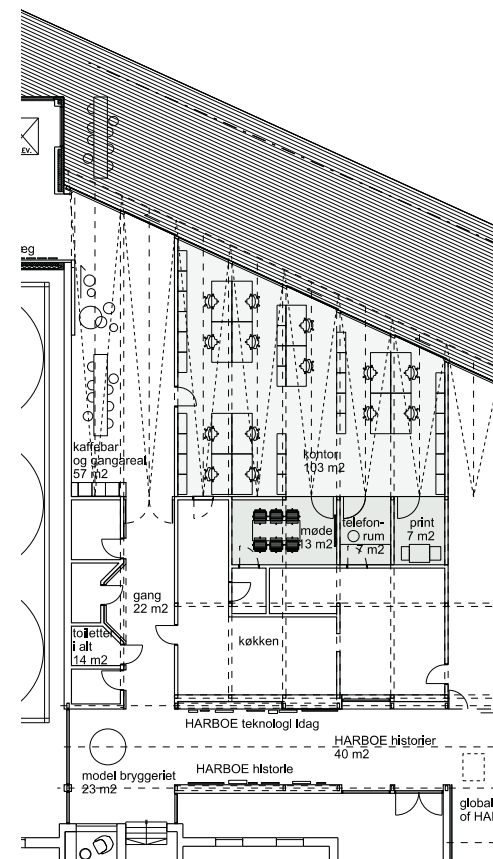 EV.
æg
kaffebar
og gangareal
57 m2
kontor
103 m2
møde
13 m2
telefon-
rum
7 m2
print
7 m2
gang
22 m2
toiletter
i alt
14 m2
køkken
HARBOE teknologI Idag
HARBOE historier
40 m2
HARBOE hIstorIe
model bryggeriet
23 m2
global
of HA